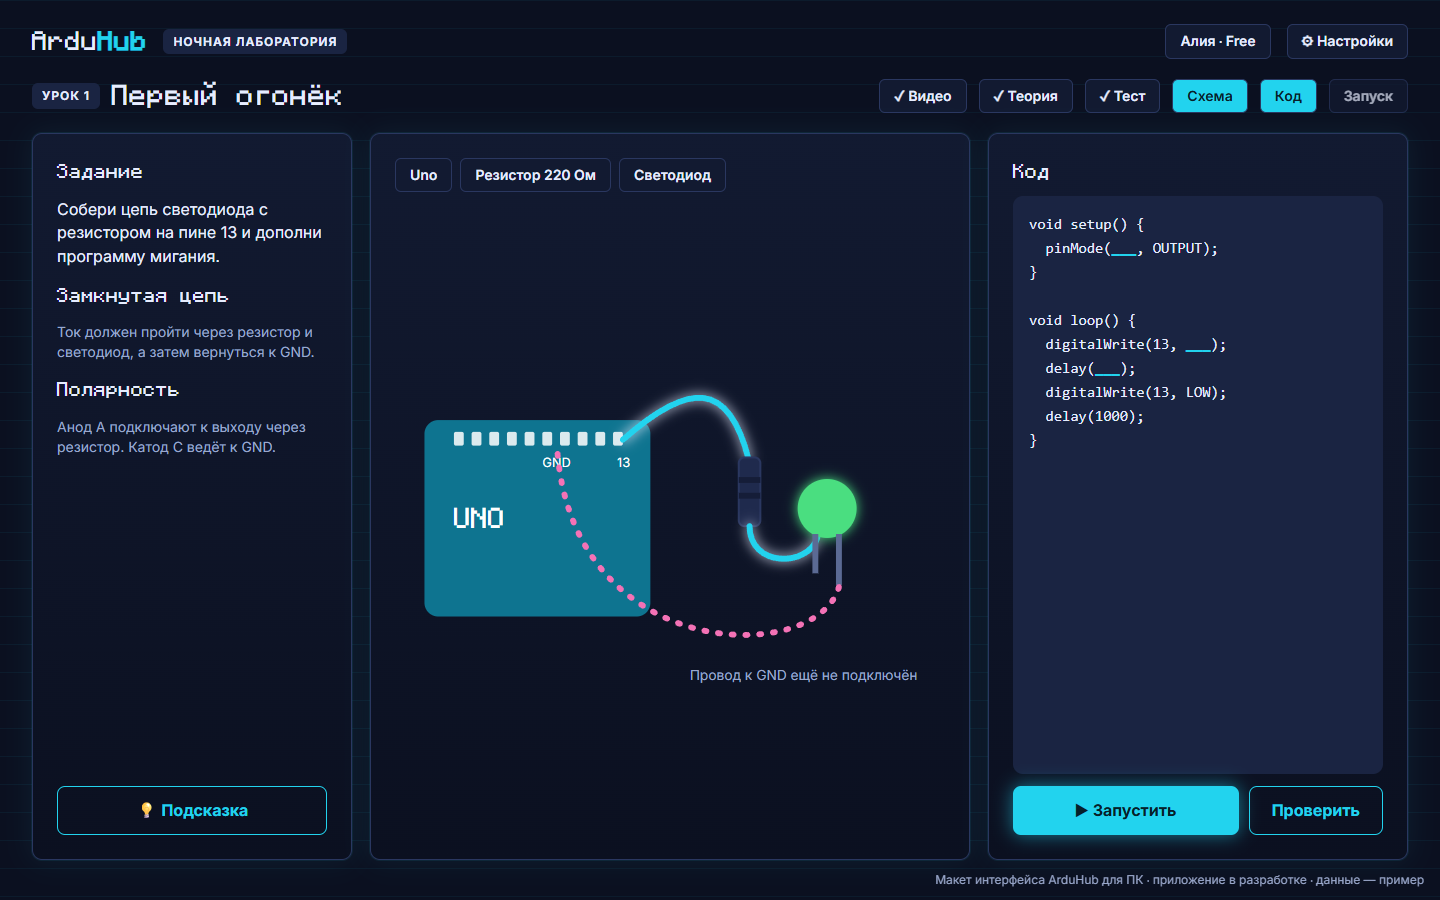 ArduHub
НОЧНАЯ ЛАБОРАТОРИЯ
Алия · Free
⚙ Настройки
УРОК 1
Первый огонёк
✓ Видео
✓ Теория
✓ Тест
Схема
Код
Запуск
Задание
Собери цепь светодиода с
резистором на пине 13 и дополни
программу мигания.
Замкнутая цепь
Ток должен пройти через резистор и
светодиод, а затем вернуться к GND.
Полярность
Анод A подключают к выходу через
резистор. Катод C ведёт к GND.
💡 Подсказка
Uno
Резистор 220 Ом
Светодиод
GND
13
UNO
Провод к GND ещё не подключён
Код
void setup() {
  pinMode(___, OUTPUT);
}
void loop() {
  digitalWrite(13, ___);
  delay(___);
  digitalWrite(13, LOW);
  delay(1000);
}
▶ Запустить
Проверить
Макет интерфейса ArduHub для ПК · приложение в разработке · данные — пример